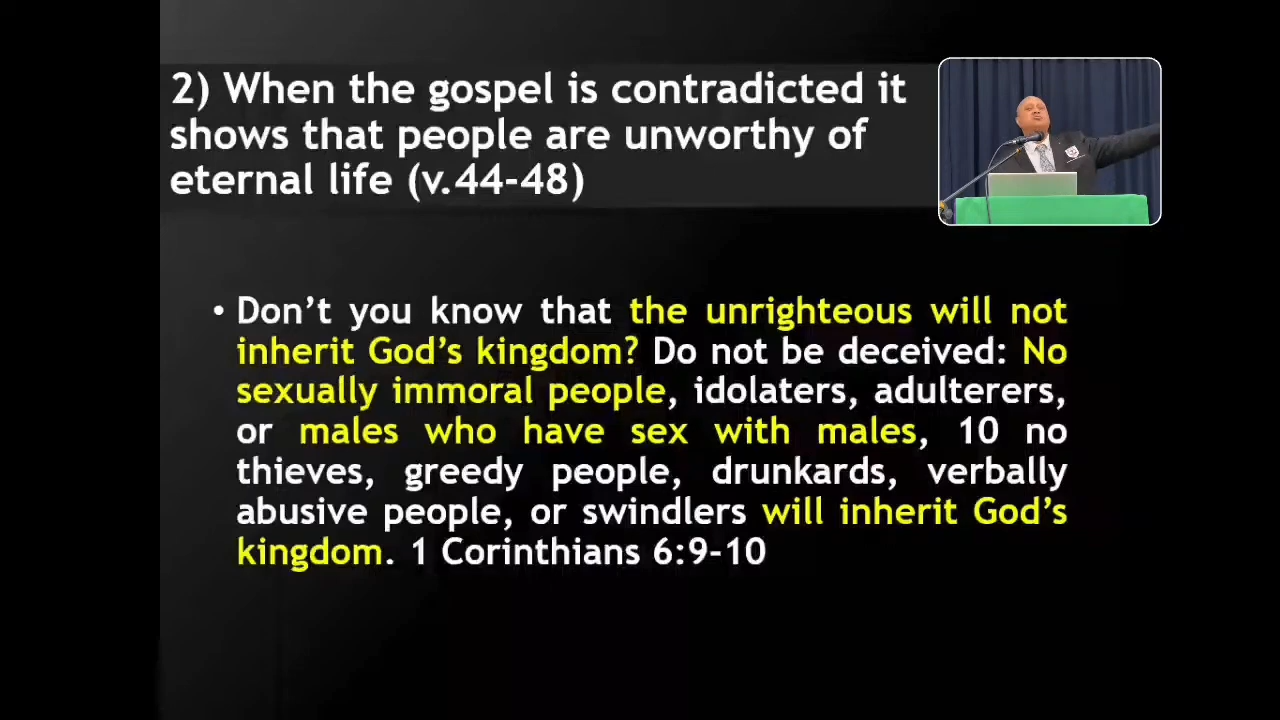 2) When the gospel is contradicted it
shows that people are unworthy of
eternal life (v.44-48)
• Don’t you know that the unrighteous will not
inherit God’s kingdom? Do not be deceived: No
sexually immoral people, idolaters, adulterers,
or males who have sex with males, 10 no
thieves, greedy people, drunkards, verbally
abusive people, or swindlers will inherit God’s
kingdom. 1 Corinthians 6:9–10